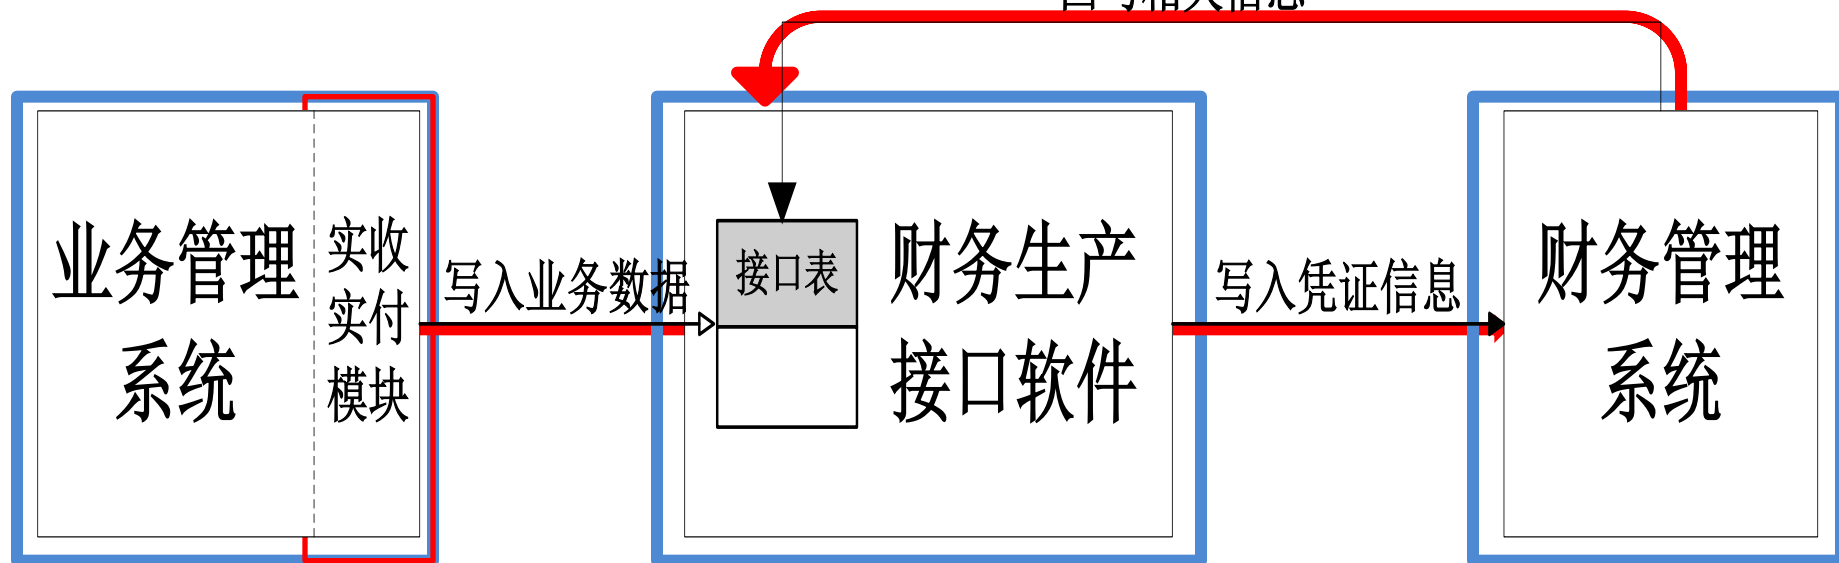 业务管理
系统
实收
实付
模块
写入业务数据
接口表
财务生产
接口软件
写入凭证信息
财务管理
系统